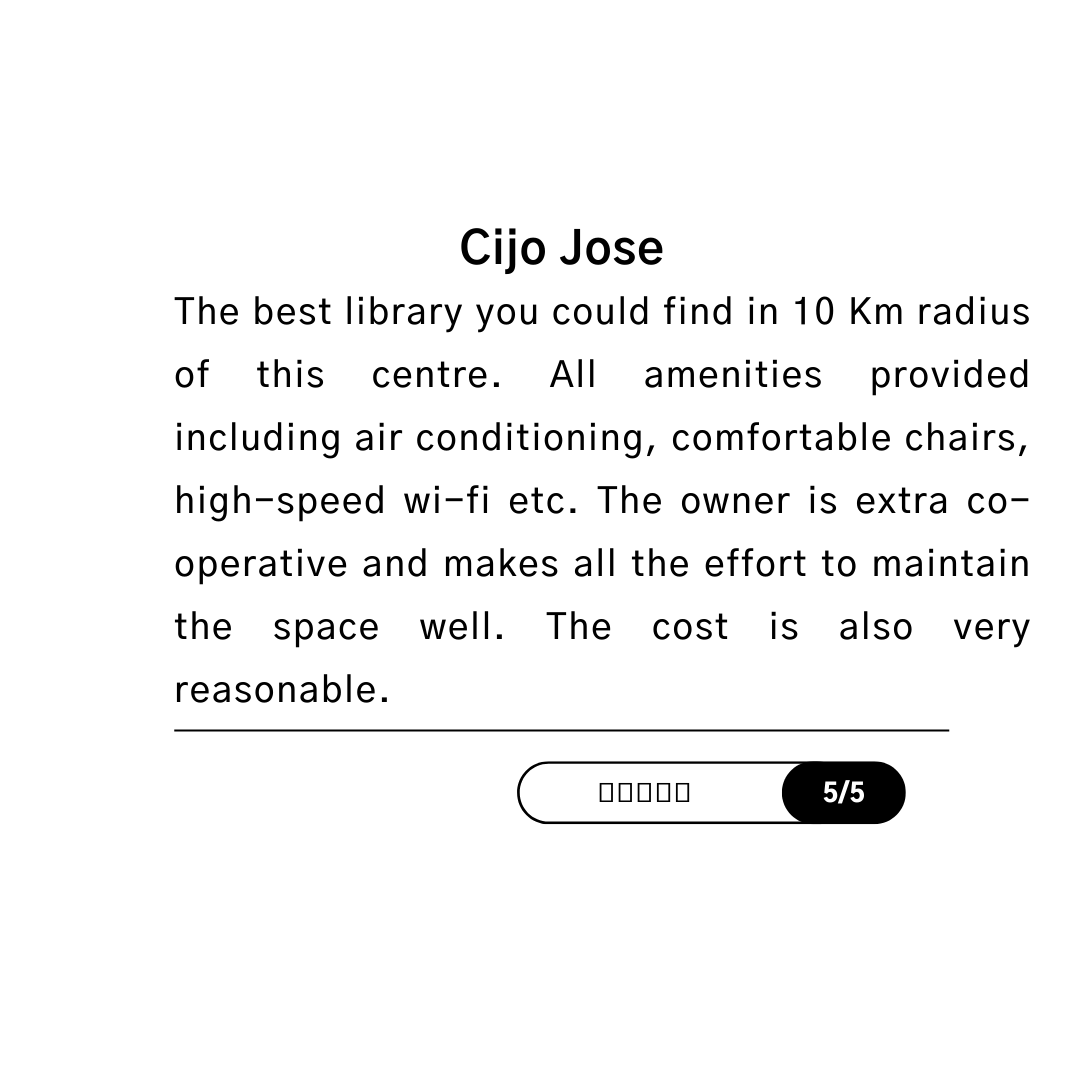 Cijo Jose
The best library you could find in 10 Km radius
of this centre. All amenities provided
including air conditioning, comfortable chairs,
high-speed wi-fi etc. The owner is extra co-
operative and makes all the effort to maintain
the space well. The cost is also very
reasonable.
5/5